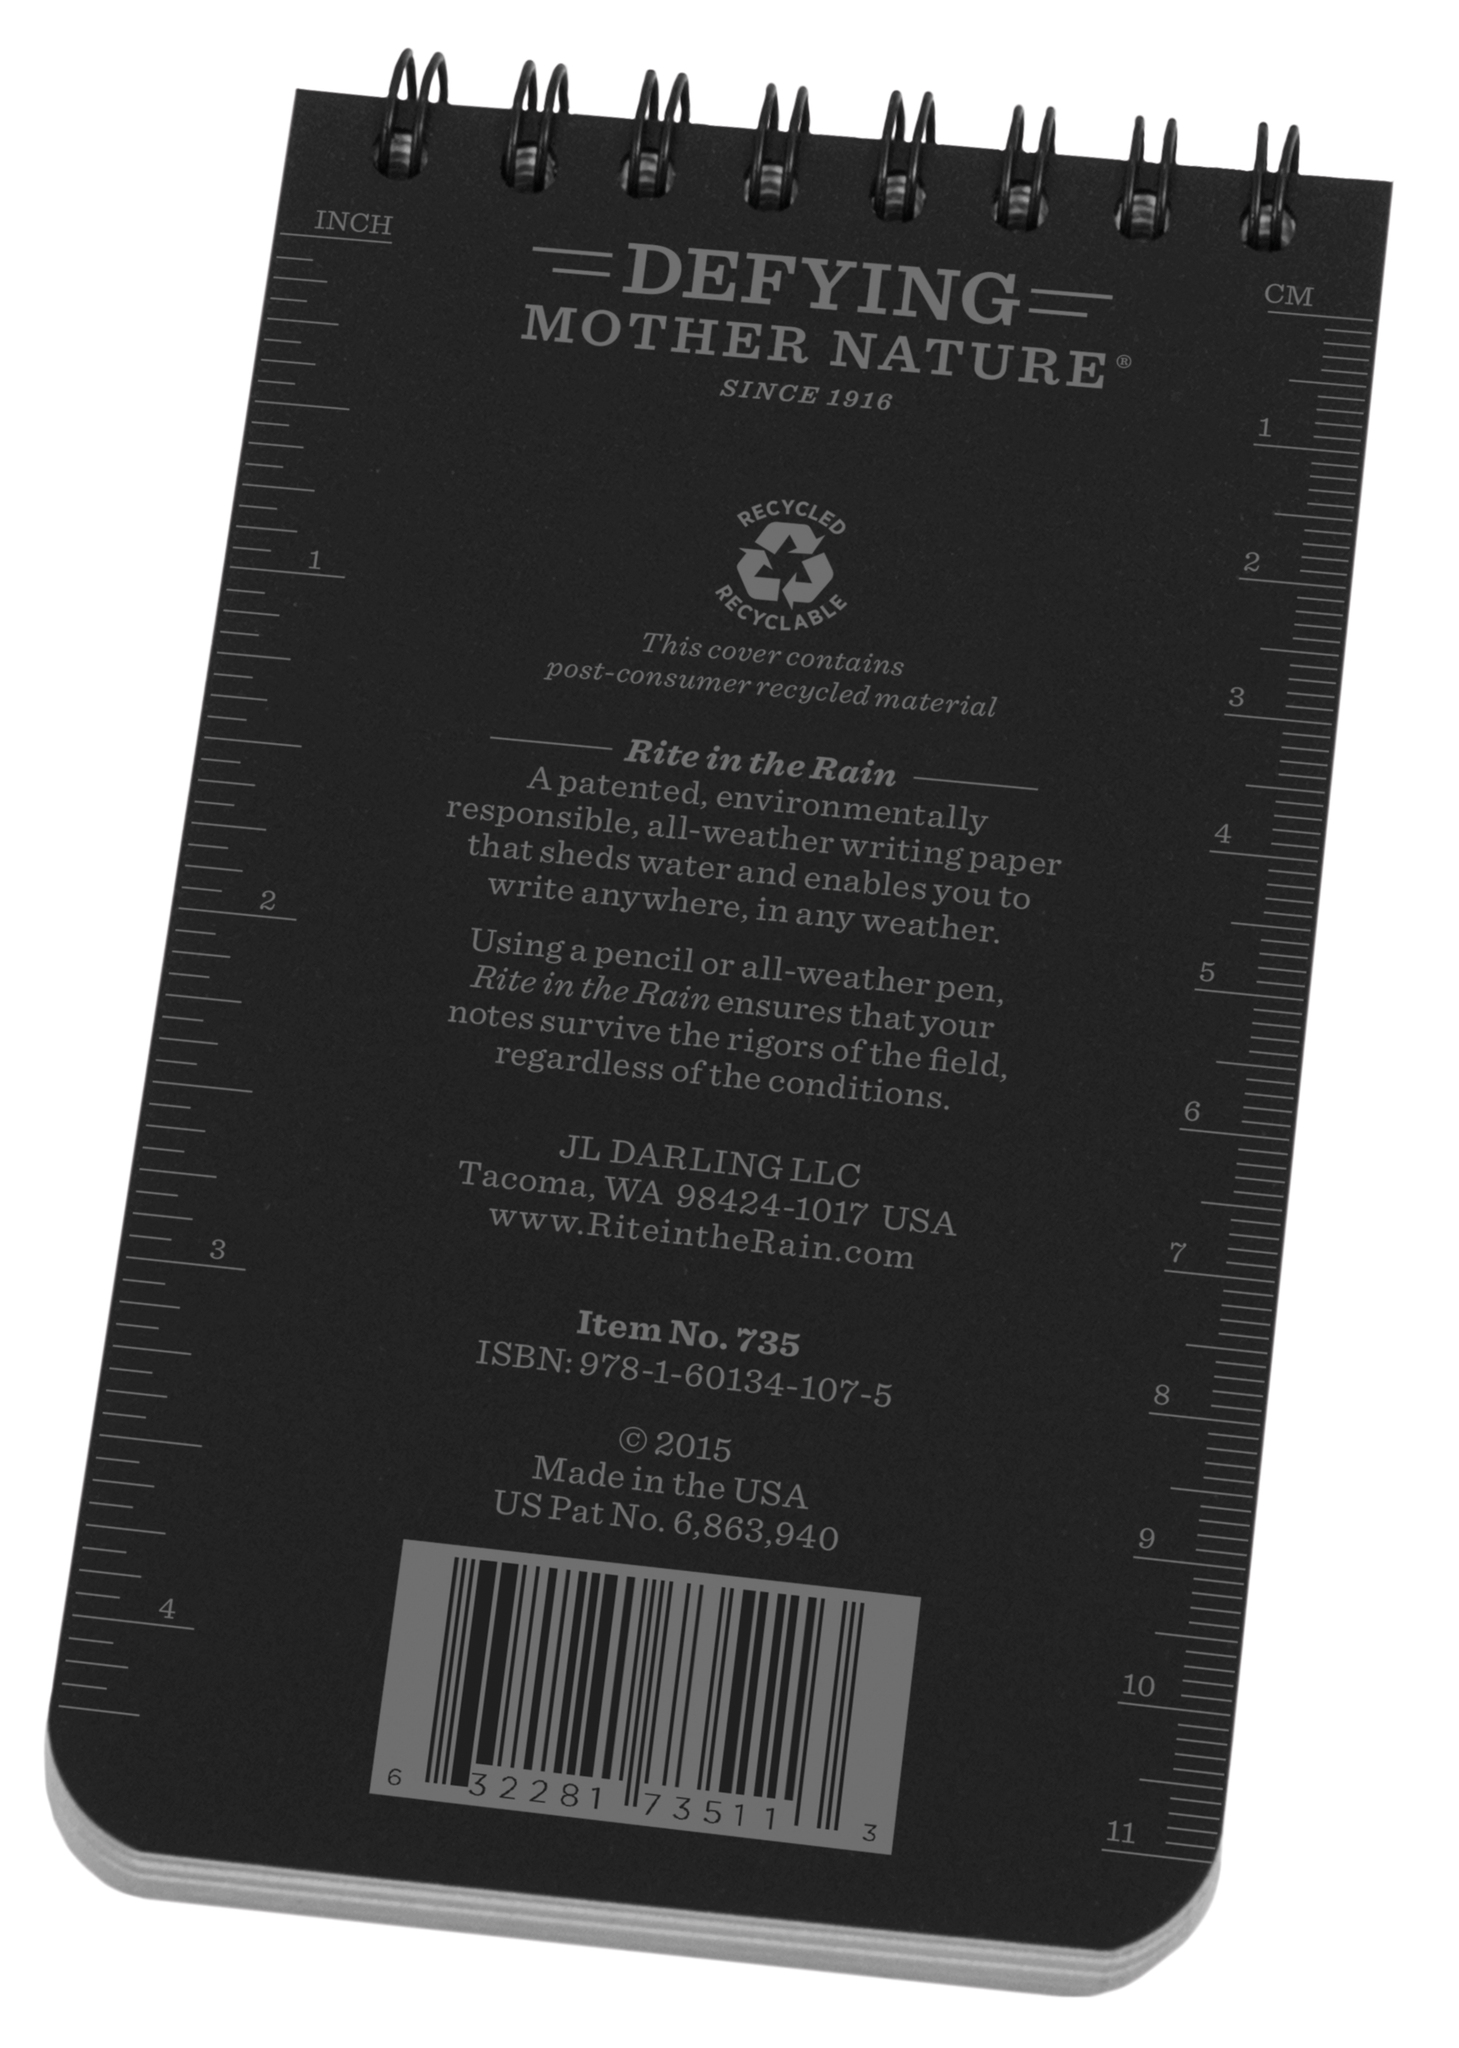 INCH
CM
DEFYING
MOTHER NATURE®
SINCE 1916
RECYCLED
RECYCLABLE
This cover contains
post-consumer recycled material
Rite in the Rain
A patented, environmentally
responsible, all-weather writing paper
that sheds water and enables you to
write anywhere, in any weather.
Using a pencil or all-weather pen,
Rite in the Rain ensures that your
notes survive the rigors of the field,
regardless of the conditions.
JL DARLING LLC
Tacoma, WA 98424-1017 USA
www.RiteintheRain.com
Item No. 735
ISBN: 978-1-60134-107-5
© 2015
Made in the USA
US Pat No. 6,863,940
6 32281 73511 3
1
2
3
4
1
2
3
4
5
6
7
8
9
10
11